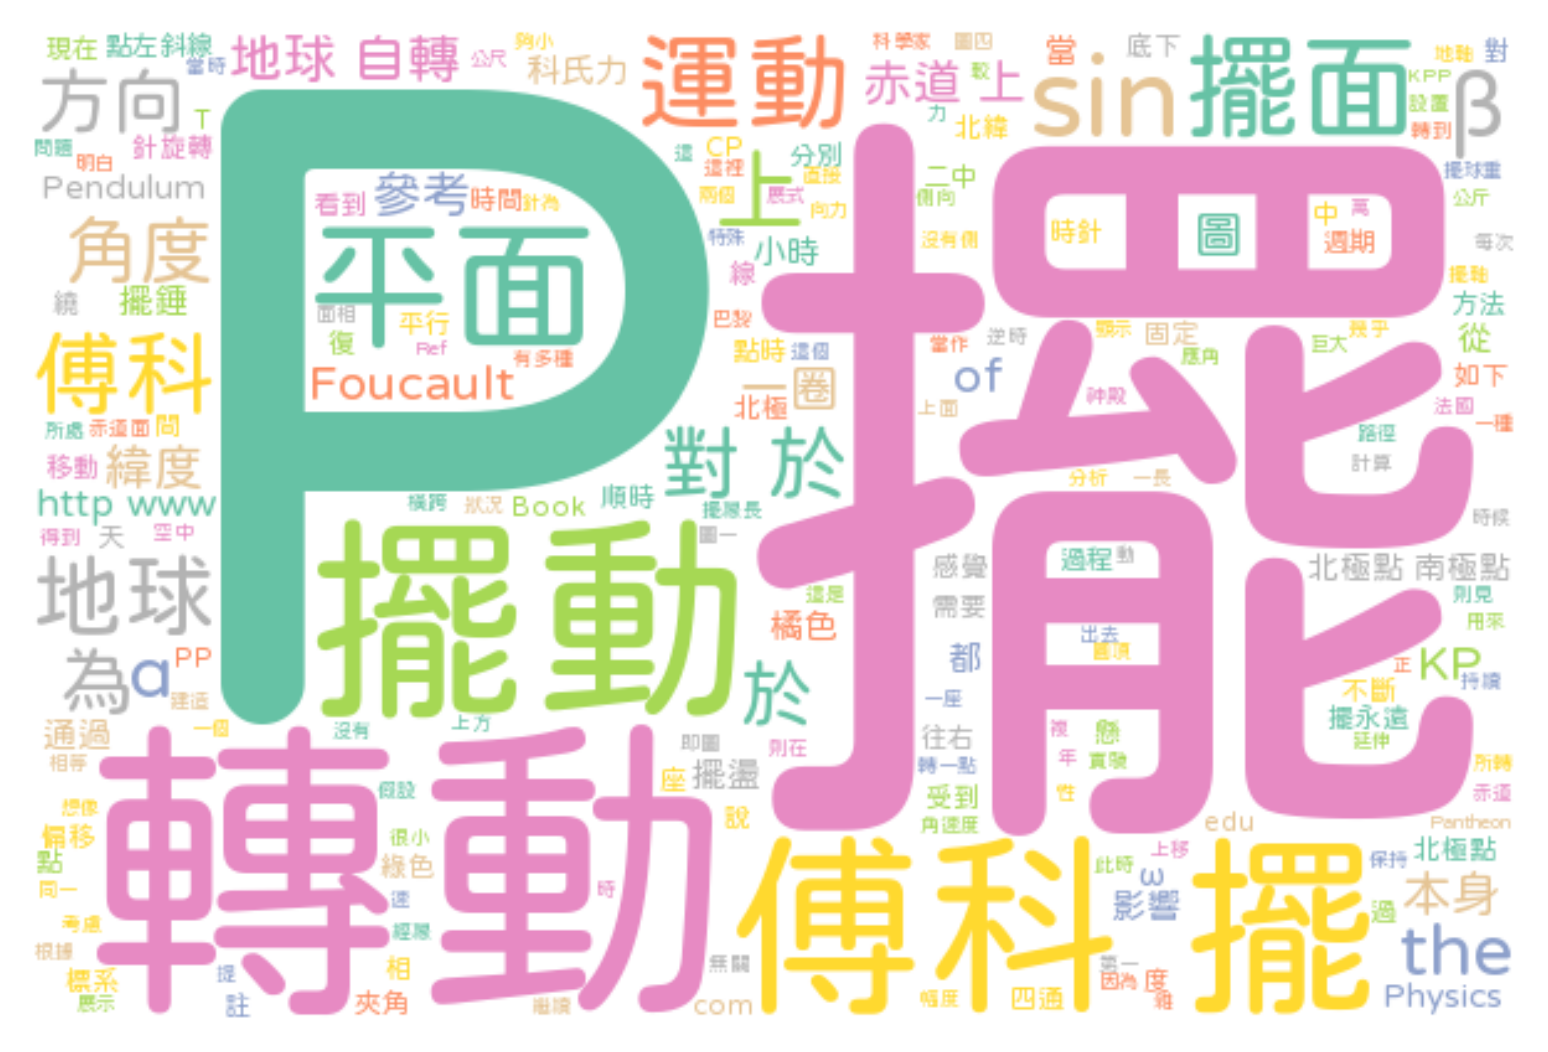 現在 點左斜線 當時 地球 自轉 公尺 夠小 科氏力 運動 科學家 圖四 赤道 上 較 當 底下 sin 擺面 地軸 對
方向 T 力 北緯 KPP 設置 轉到 β
問題 明白 針旋轉 P 這 CP 這裡 分別 直接 二中 擺球重
Pendulum 看到 參考 時間 針為 兩個 上 展式 向力 側向 擺 中 萬 公斤
角度 平面 特殊 小時 沒有側 時針 圖 週期 每次
繞 擺錘 面相 復 平行 Ref 有多種 線 巴黎 擺軸 方法
傅科 Foucault 點時 這個 當作 逆時 顯示 固定 應角 巨大 幾乎 從
北極 一圈 of 上面 神殿 如下 法國 一種
所處 赤道面 問 對於 路徑 計算
移動 緯度 分析 一長
http www 橫跨 狀況 Book 順時 擺線長 時候
得到 天 空中 擺動 圖一 感覺 過程 動 北極點 南極點
地球 這是 橘色 需要 則見 用來
為 a PP 建造 於 都 出去 圓頂 正 KP 持續 不斷
一座 擺永遠 延伸
通過 一個 沒有 上方 即圖 則在 往右 複 懸
相等 轉動 座 擺盪 轉一點 年 實驗 所轉
想像 假設 說 受到 性 赤道
偏移 很小 角速度 edu Pantheon
點 綠色 傅科擺 此時 上移 保持 北極點
同一 速 時 ω 影響 本身
考慮 經線 過
根據 提 相 無關 第一 the
標系 因為 度
展示 註 夾角 繼續 com 幅度 四通 雖 Physics